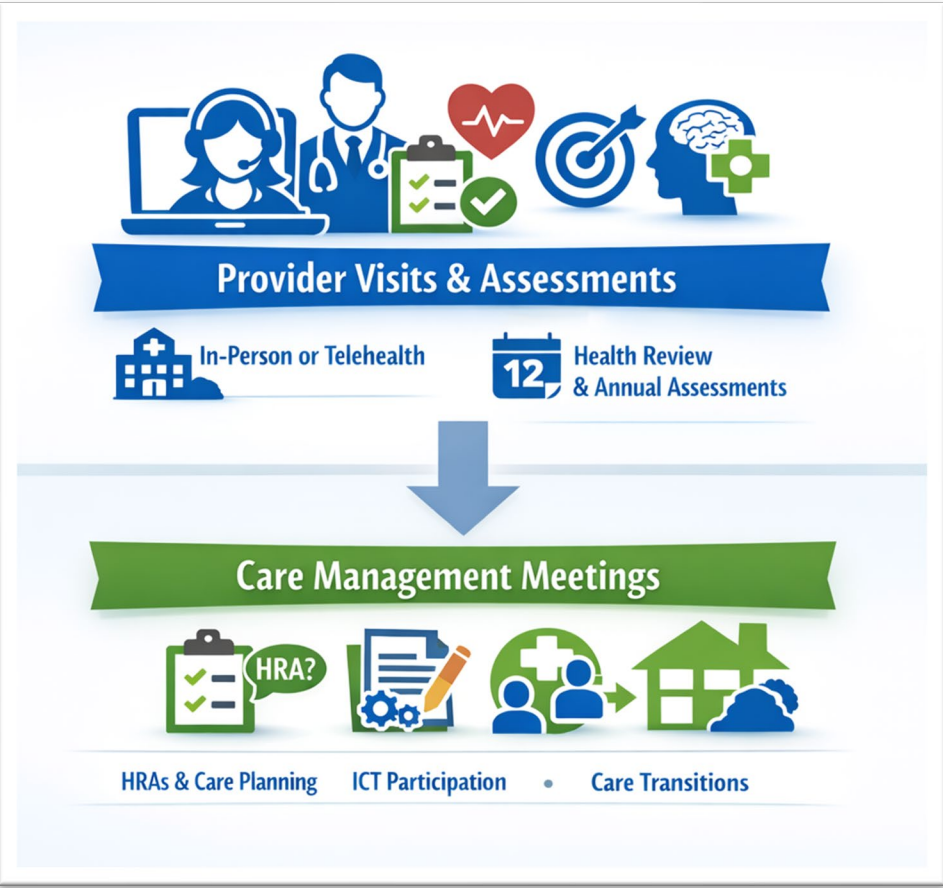 Provider Visits & Assessments
In-Person or Telehealth
12
Health Review
& Annual Assessments
Care Management Meetings
HRA?
HRAs & Care Planning ICT Participation • Care Transitions